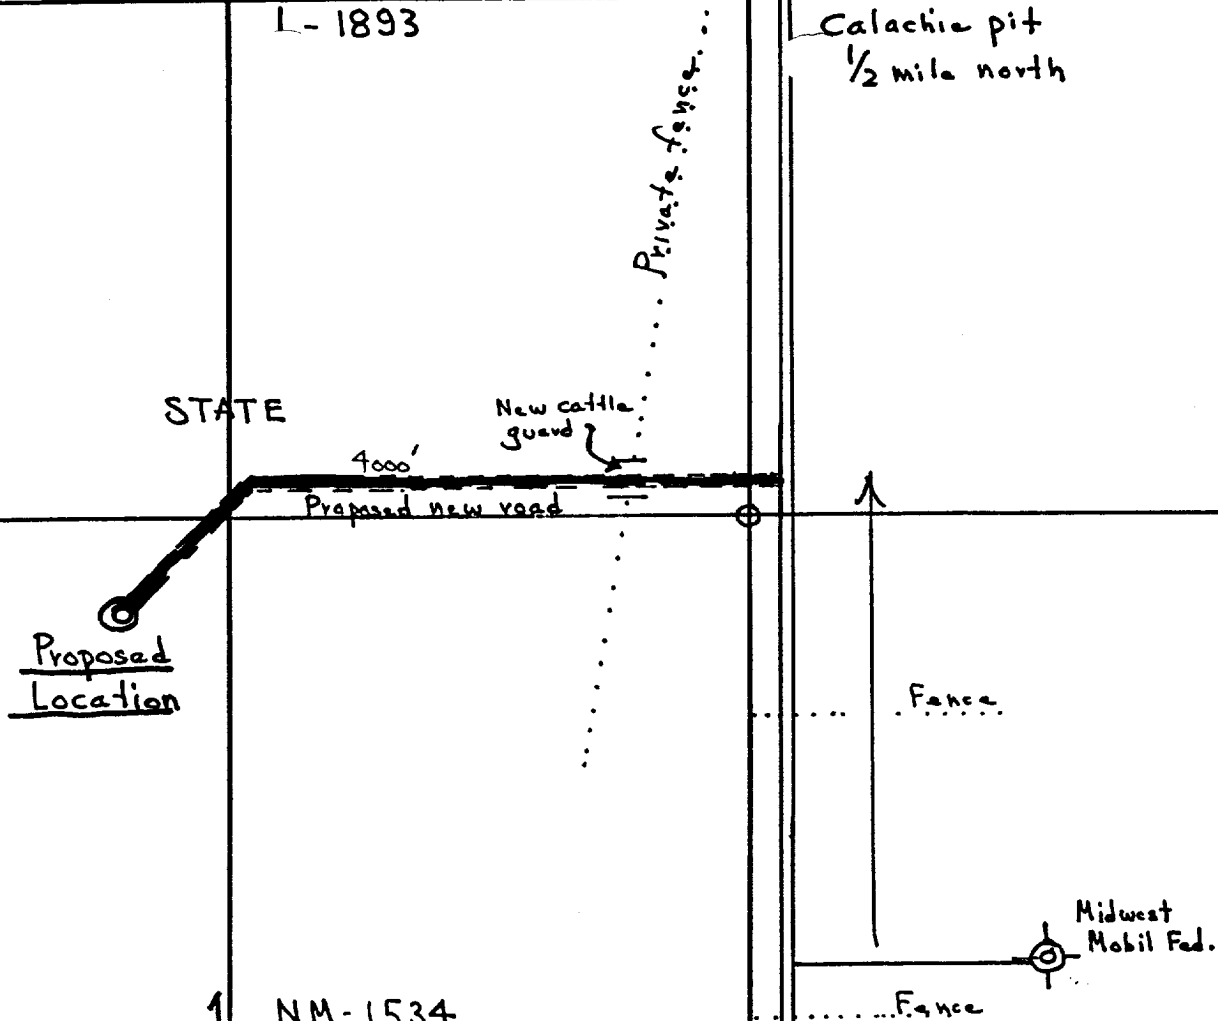 L-1893
Calachie pit
1/2 mile north
Private fence
STATE
New cattle
guard
4000'
Proposed new road
Proposed
Location
Fence
Midwest
Mobil Fed.
NM-1534
Fence